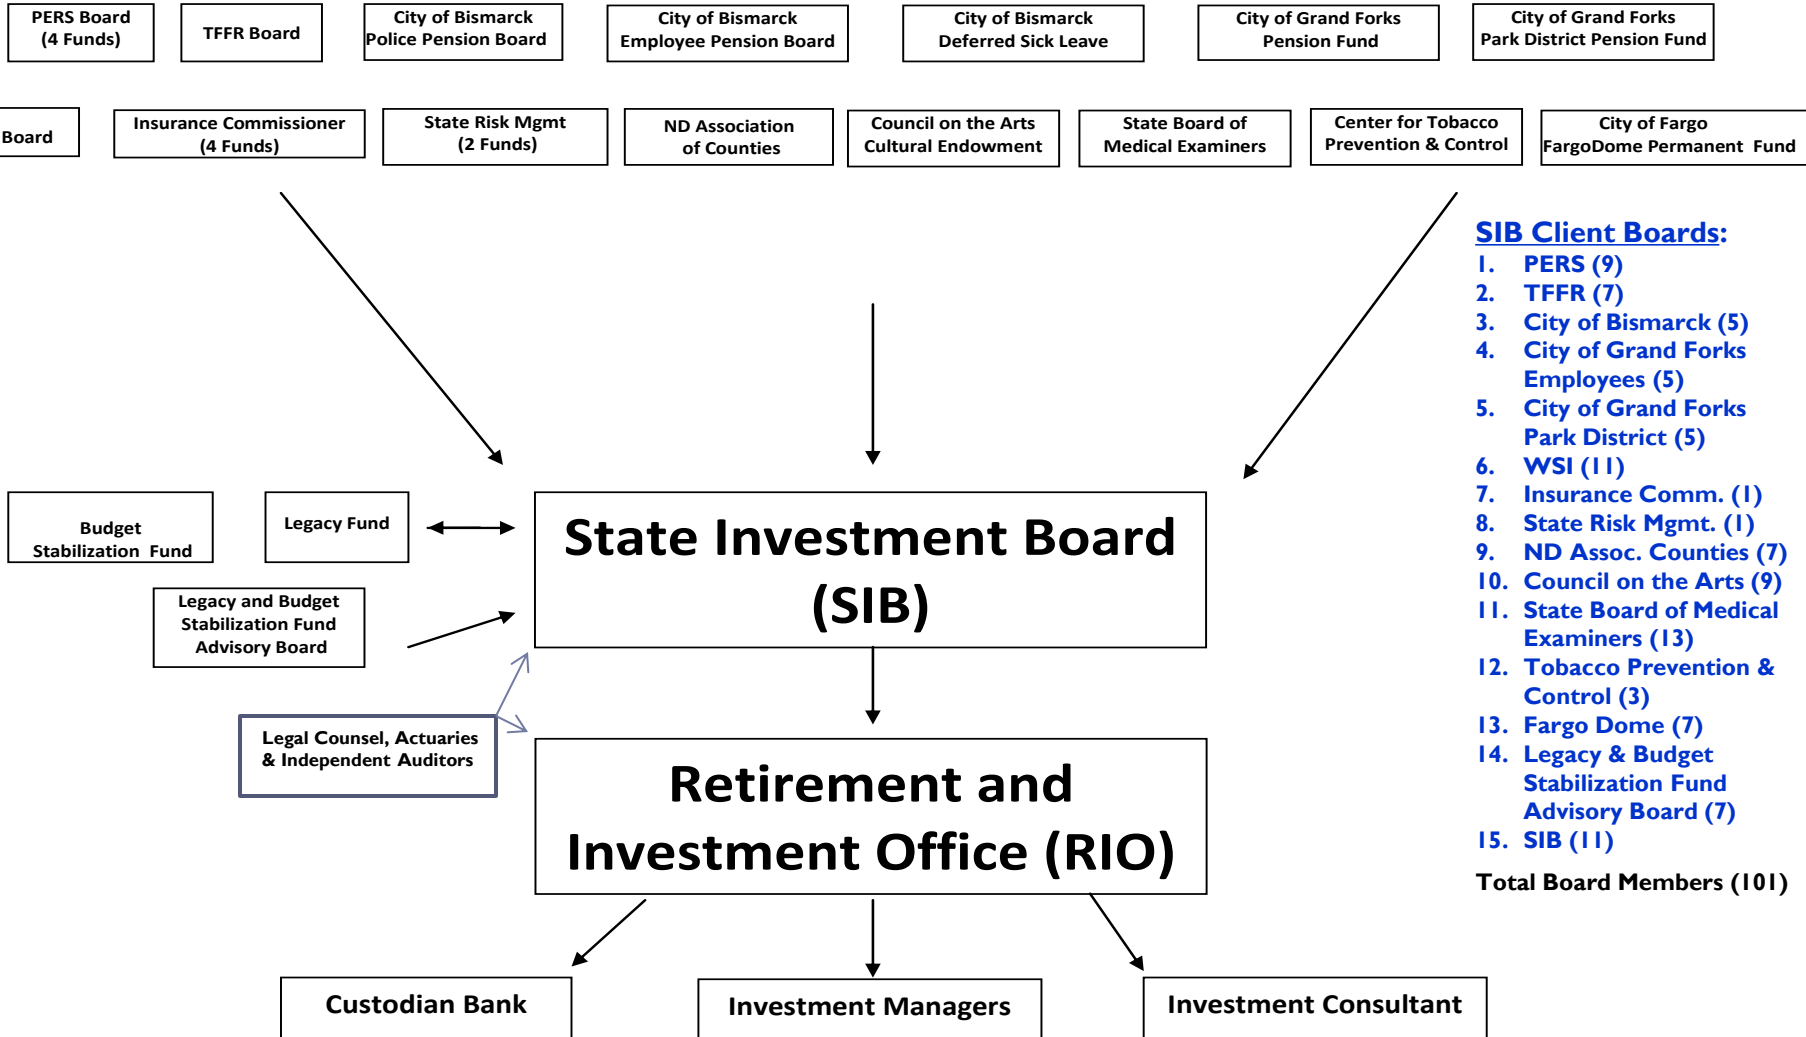 PERS Board
(4 Funds)
TFFR Board
City of Bismarck
Police Pension Board
City of Bismarck
Employee Pension Board
City of Bismarck
Deferred Sick Leave
City of Grand Forks
Pension Fund
City of Grand Forks
Park District Pension Fund
Board
Insurance Commissioner
(4 Funds)
State Risk Mgmt
(2 Funds)
ND Association
of Counties
Council on the Arts
Cultural Endowment
State Board of
Medical Examiners
Center for Tobacco
Prevention & Control
City of Fargo
FargoDome Permanent Fund
SIB Client Boards:
1. PERS (9)
2. TFFR (7)
3. City of Bismarck (5)
4. City of Grand Forks
Employees (5)
5. City of Grand Forks
Park District (5)
6. WSI (11)
7. Insurance Comm. (1)
8. State Risk Mgmt. (1)
9. ND Assoc. Counties (7)
10. Council on the Arts (9)
11. State Board of Medical
Examiners (13)
12. Tobacco Prevention &
Control (3)
13. Fargo Dome (7)
14. Legacy & Budget
Stabilization Fund
Advisory Board (7)
15. SIB (11)
Total Board Members (101)
Budget
Stabilization Fund
Legacy Fund
State Investment Board
(SIB)
Legacy and Budget
Stabilization Fund
Advisory Board
Legal Counsel, Actuaries
& Independent Auditors
Retirement and
Investment Office (RIO)
Custodian Bank
Investment Managers
Investment Consultant